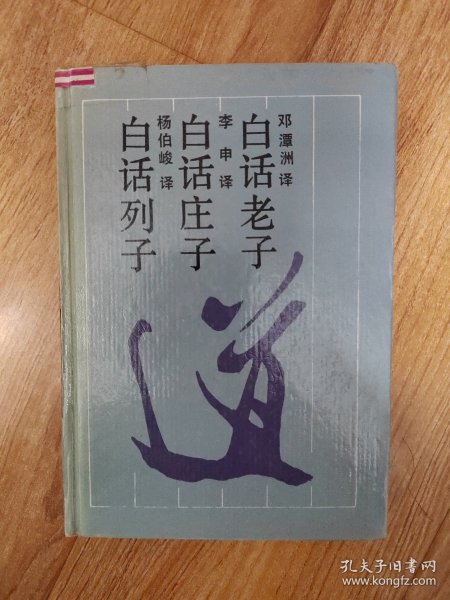 白话老子
邓潭洲 译
白话庄子
李申 译
白话列子
杨伯峻 译
道
孔夫子旧书网
www.kongfz.com